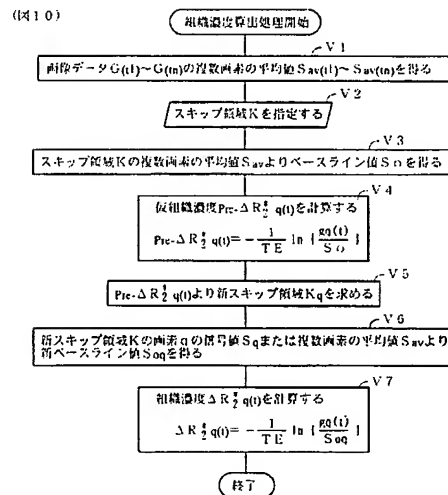 (図10)
組織濃度算出処理開始
V1
画像データG(t1)~G(tn)の複数画素の平均値Sav(t1)~Sav(tn)を得る
V2
スキップ領域Kを指定する
V3
スキップ領域Kの複数画素の平均値Savよりベースライン値Soを得る
V4
仮組織濃度Pre-ΔR₂* q(t)を計算する
Pre-ΔR₂* q(t)= - 1/TE ln { gq(t)/So }
V5
Pre-ΔR₂* q(t)より新スキップ領域Kqを求める
V6
新スキップ領域Kの画素qの信号値Sqまたは複数画素の平均値Savより
新ベースライン値Soqを得る
V7
組織濃度ΔR₂* q(t)を計算する
ΔR₂* q(t)= - 1/TE ln { gq(t)/Soq }
終了